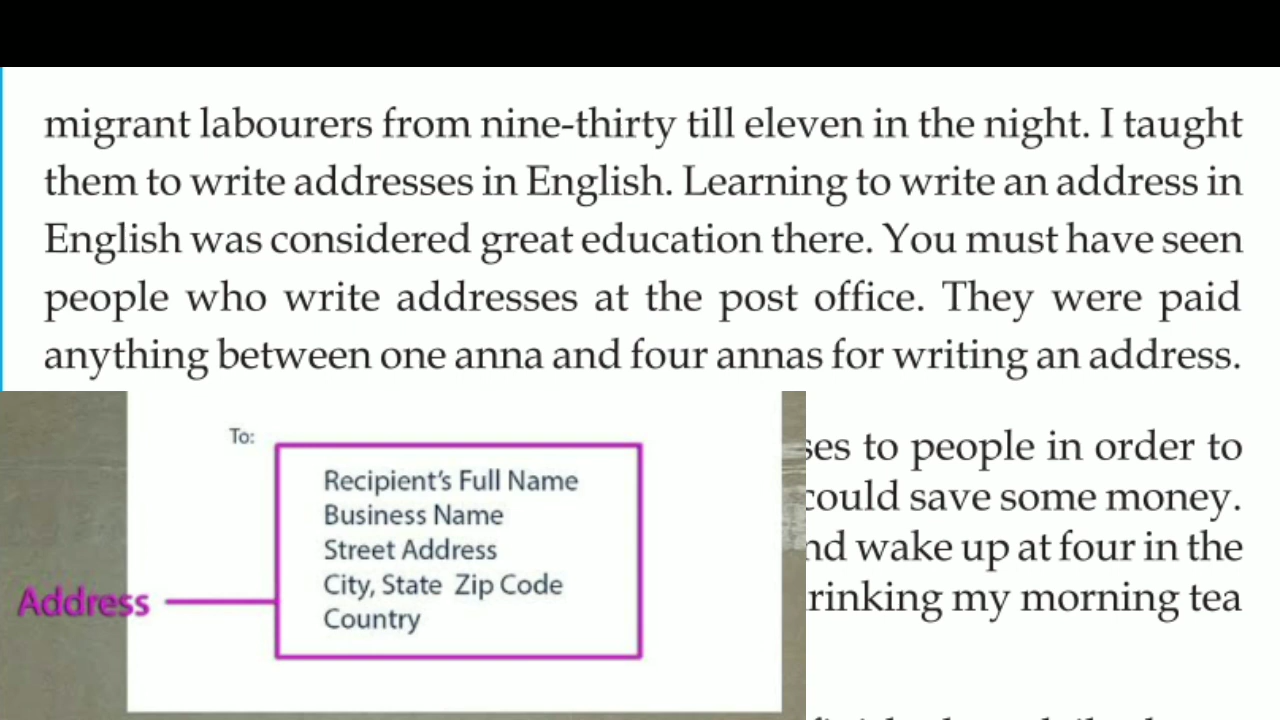 migrant labourers from nine-thirty till eleven in the night. I taught
them to write addresses in English. Learning to write an address in
English was considered great education there. You must have seen
people who write addresses at the post office. They were paid
anything between one anna and four annas for writing an address.
to people in order to
could save some money.
wake up at four in the
my morning tea
To:
Recipient's Full Name
Business Name
Street Address
City, State Zip Code
Country
Address